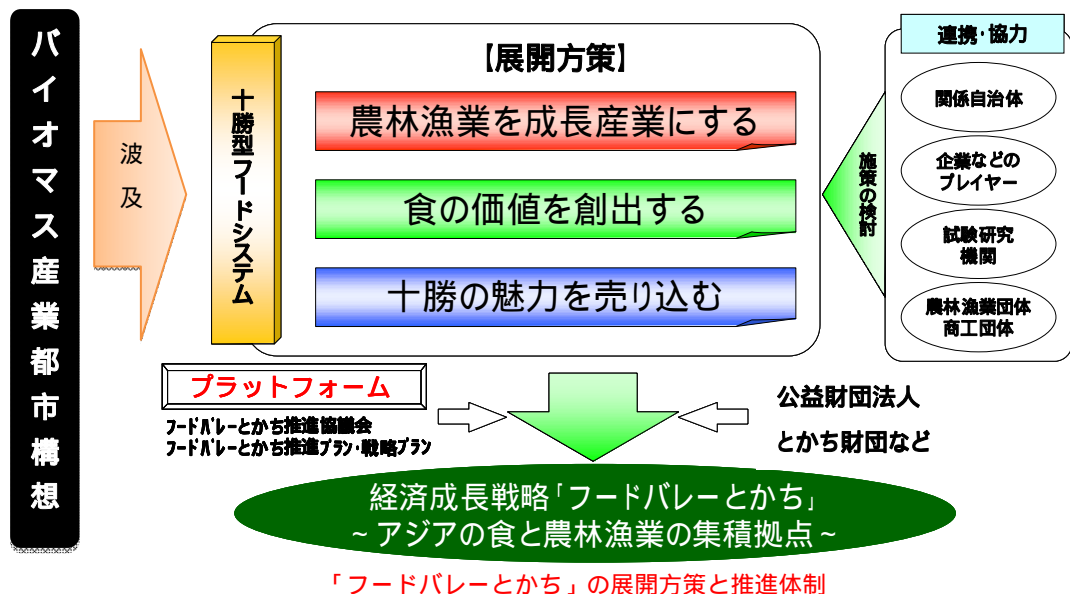 バイオマス産業都市構想
波及
十勝型フードシステム
【展開方策】
農林漁業を成長産業にする
食の価値を創出する
十勝の魅力を売り込む
施策の検討
連携・協力
関係自治体
企業などの
プレイヤー
試験研究
機関
農林漁業団体
商工団体
プラットフォーム
フードバレーとかち推進協議会
フードバレーとかち推進プラン・戦略プラン
公益財団法人
とかち財団など
経済成長戦略「フードバレーとかち」
~アジアの食と農林漁業の集積拠点~
「フードバレーとかち」の展開方策と推進体制